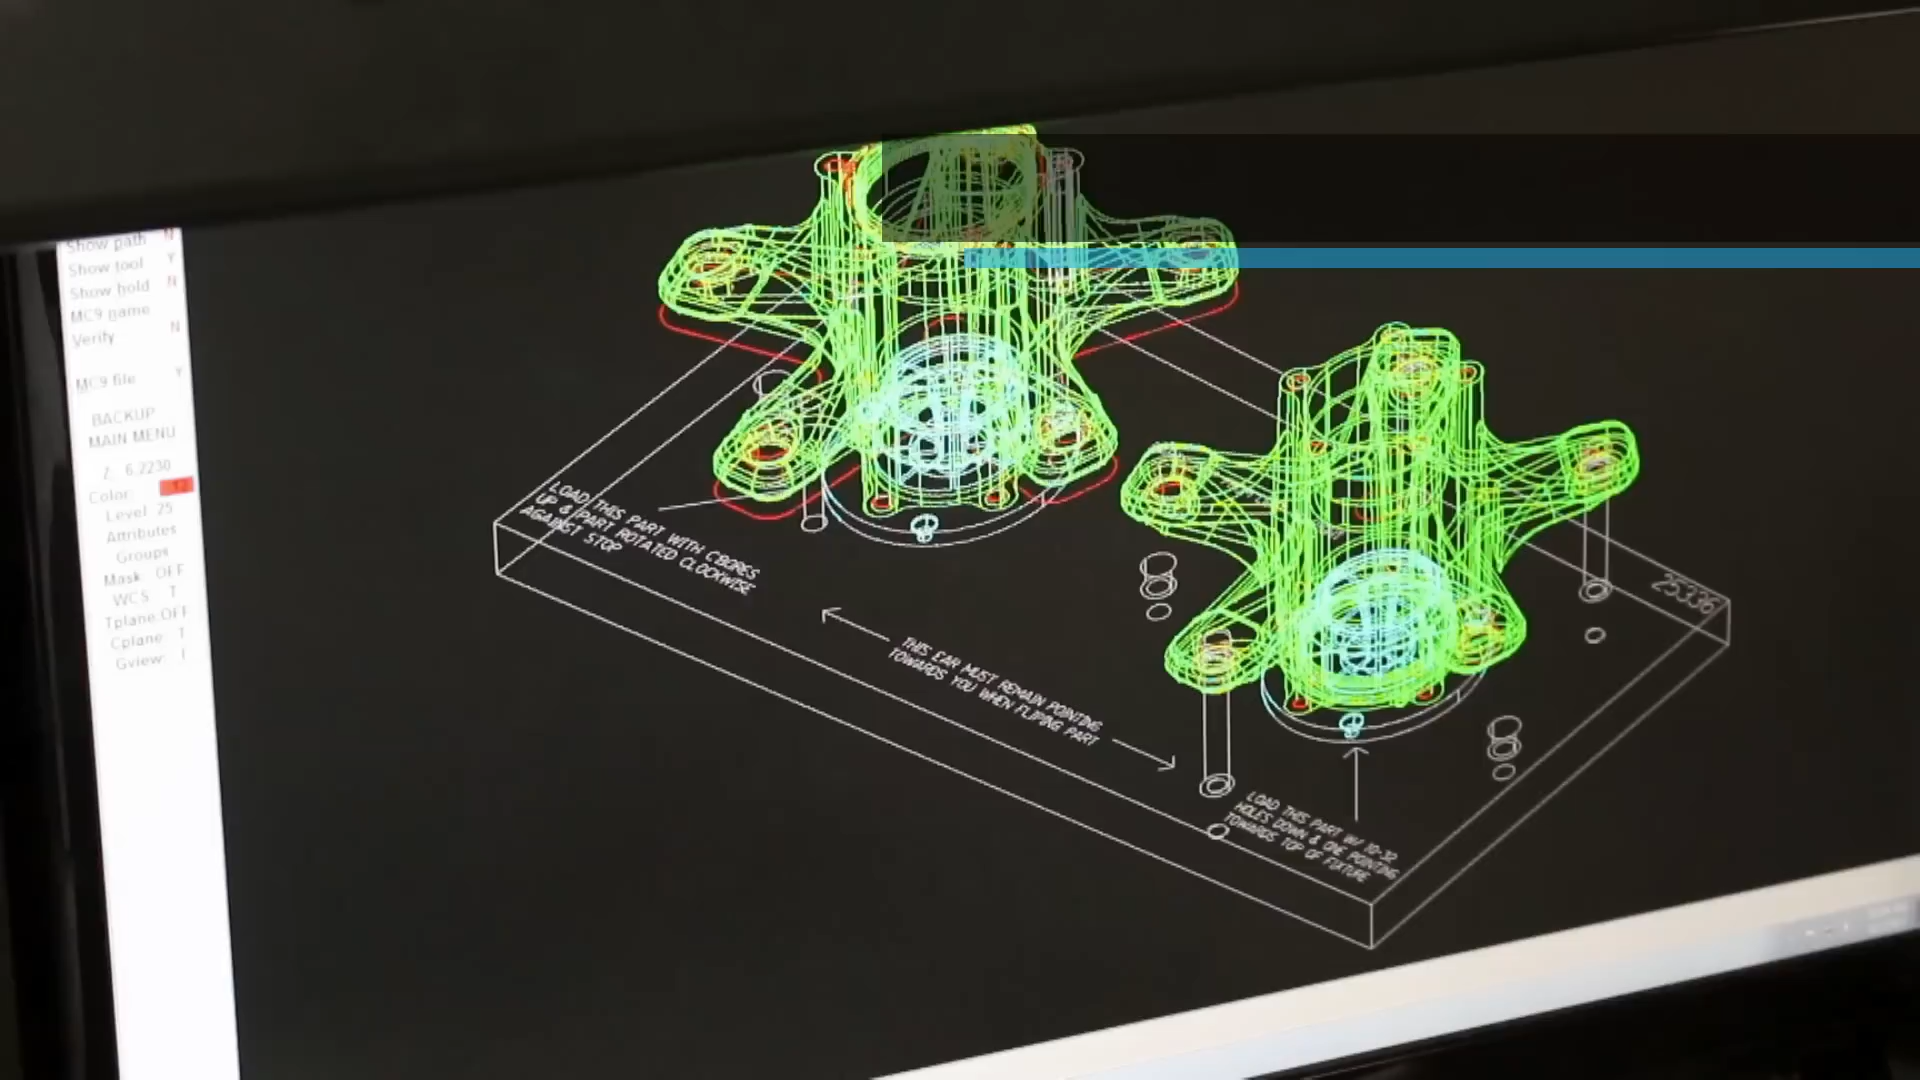 Show path N
Show tool Y
Show hold N
MC9 name
Verify N
MC9 file Y
BACKUP
MAIN MENU
Z: 6.2230
Color: 12
Level: 25
Attributes
Groups
Mask: OFF
WCS: T
Tplane:OFF
Cplane: T
Gview: I
LOAD THIS PART WITH C'BORES
UP & PART ROTATED CLOCKWISE
AGAINST STOP
THIS EAR MUST REMAIN POINTING
TOWARDS YOU WHEN FLIPING PART
25336
LOAD THIS PART W/ 10-32
HOLES DOWN & ONE POINTING
TOWARDS TOP OF FIXTURE